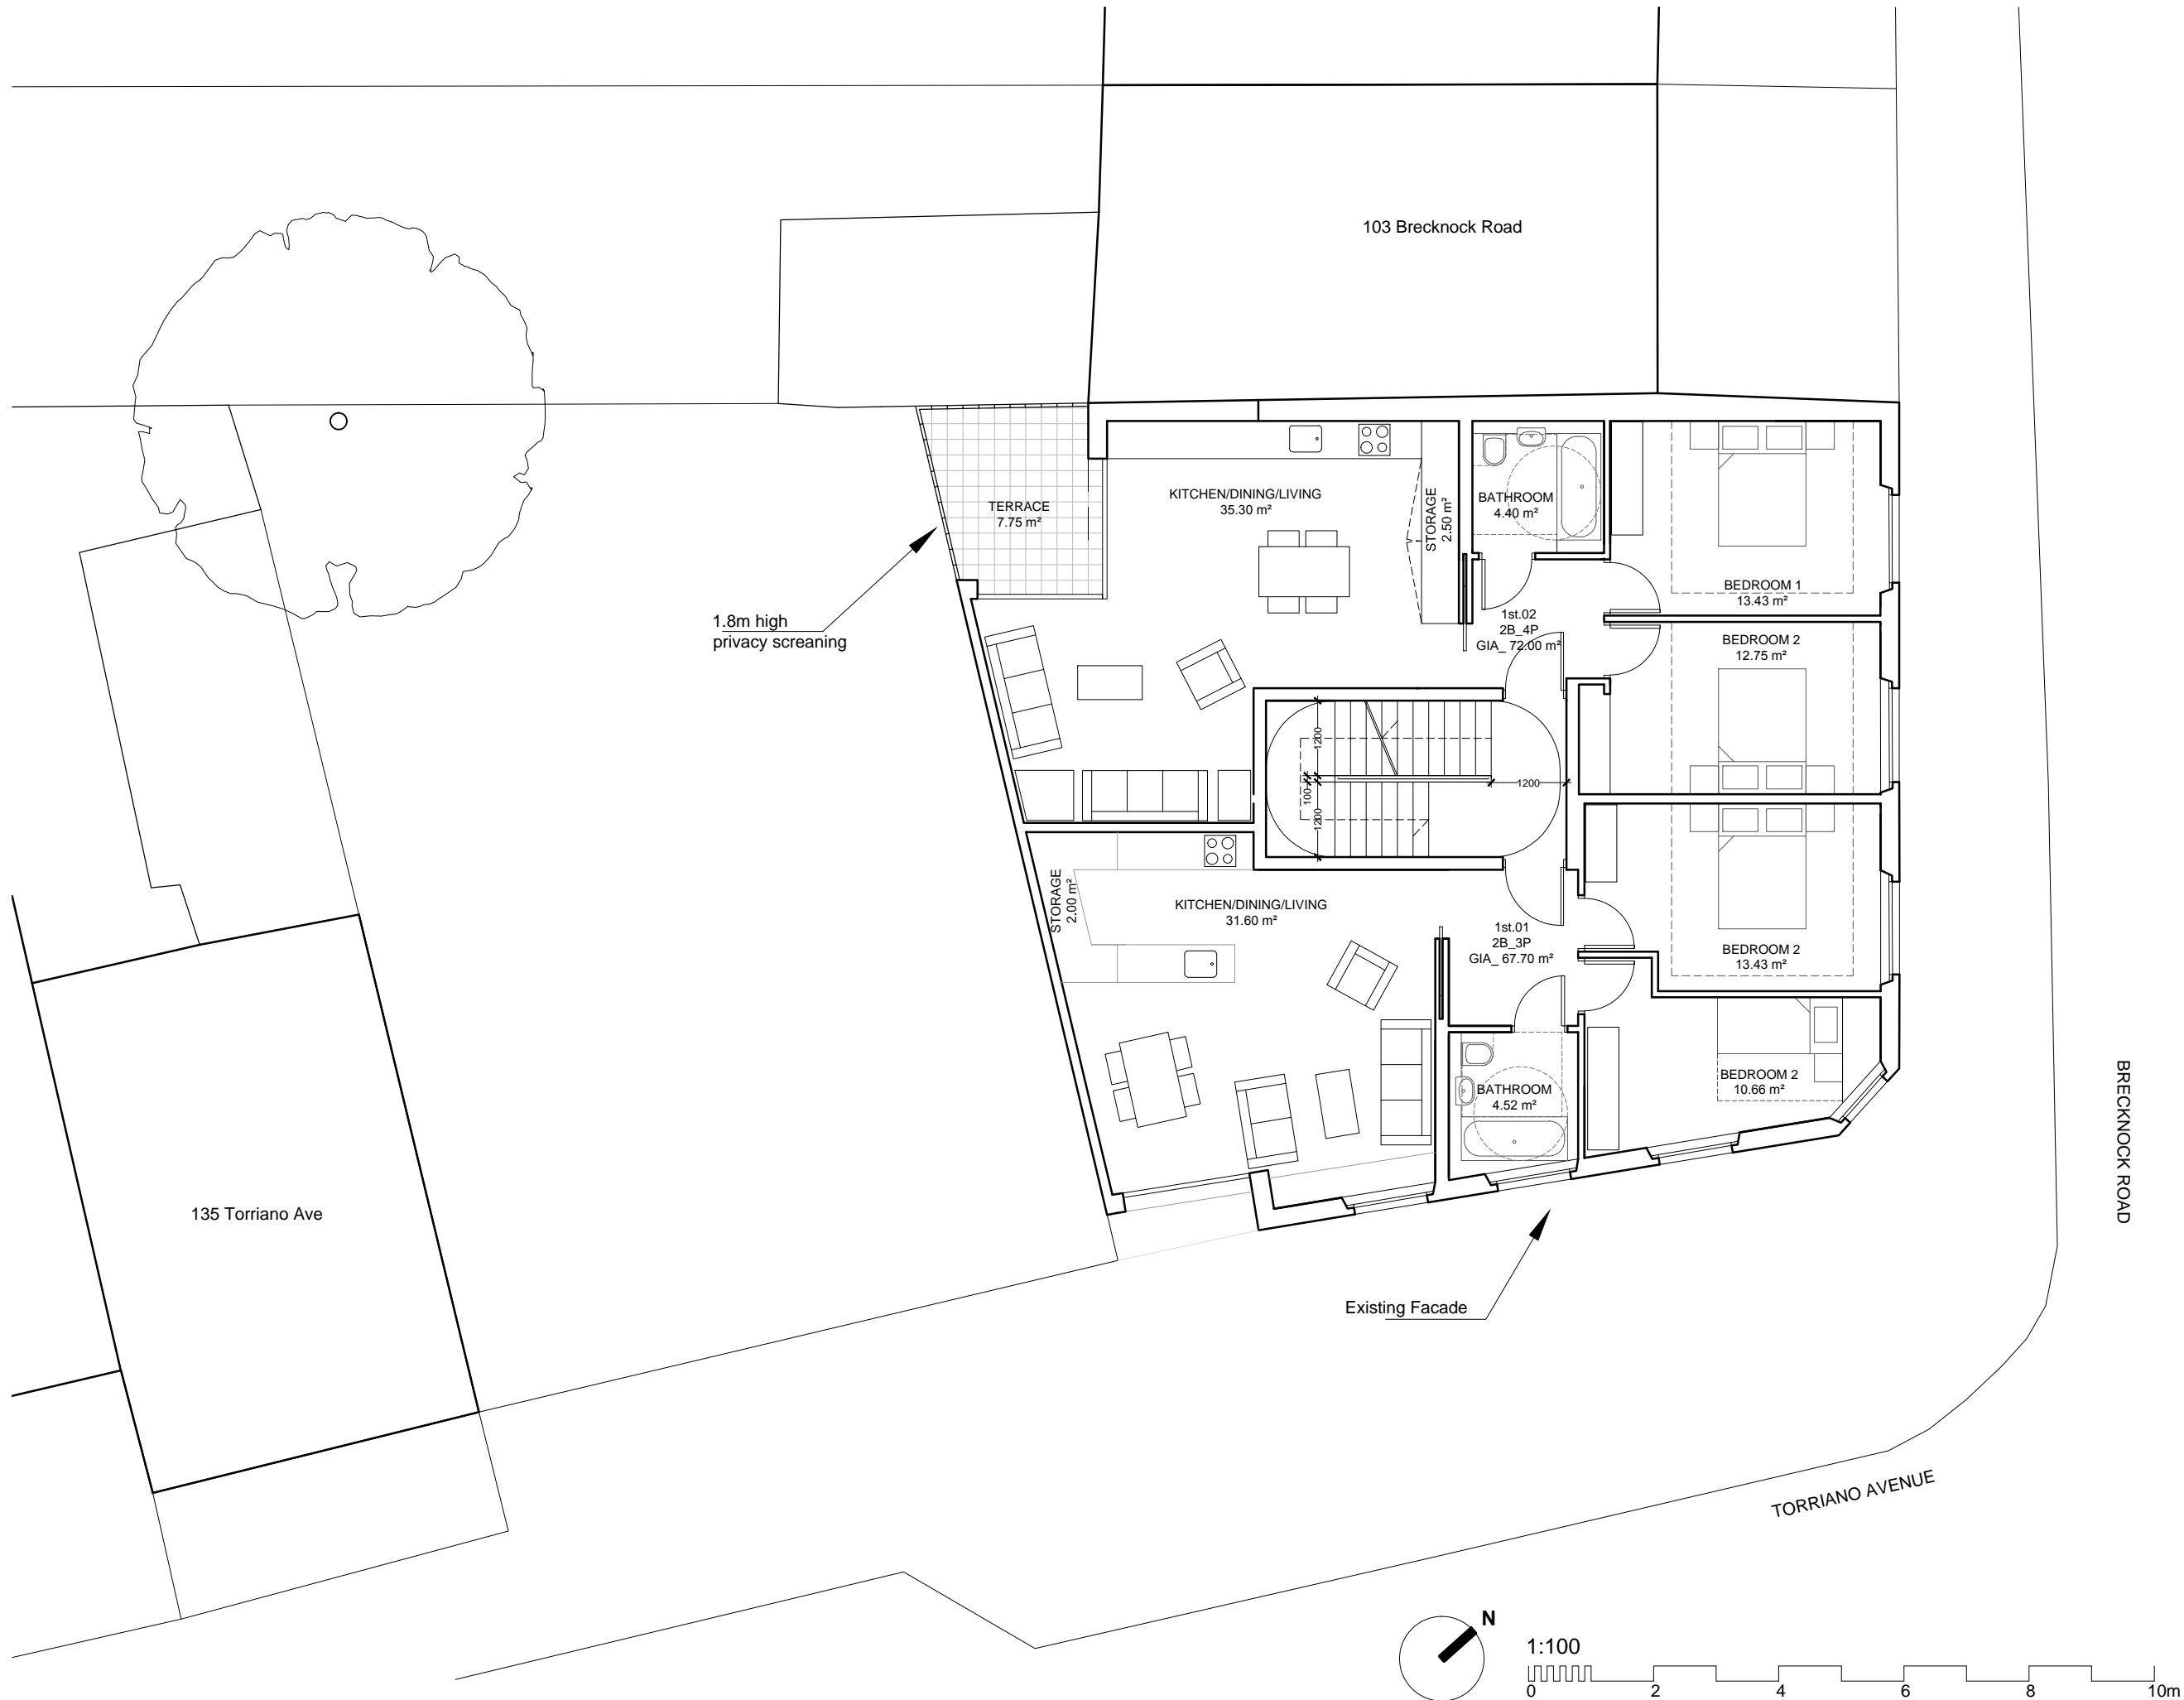 103 Brecknock Road
KITCHEN/DINING/LIVING
35.30 m²
TERRACE
7.75 m²
STORAGE
2.50 m²
BATHROOM
4.40 m²
BEDROOM 1
13.43 m²
1.8m high
privacy screaning
1st.02
2B_4P
GIA_ 72.00 m²
BEDROOM 2
12.75 m²
1200
100
1200
1200
STORAGE
2.00 m²
KITCHEN/DINING/LIVING
31.60 m²
1st.01
2B_3P
GIA_ 67.70 m²
BEDROOM 2
13.43 m²
BEDROOM 2
10.66 m²
BATHROOM
4.52 m²
BRECKNOCK ROAD
135 Torriano Ave
Existing Facade
TORRIANO AVENUE
N
1:100
0 2 4 6 8 10m